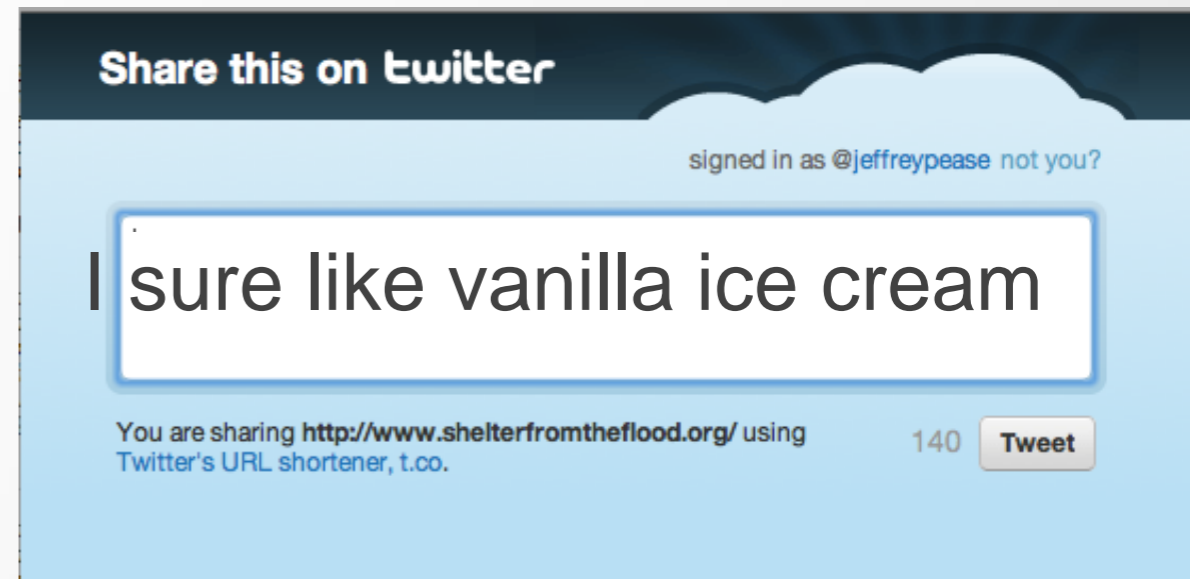 Share this on twitter
signed in as @jeffreypease not you?
.
I sure like vanilla ice cream
You are sharing http://www.shelterfromtheflood.org/ using
Twitter's URL shortener, t.co.
140 Tweet